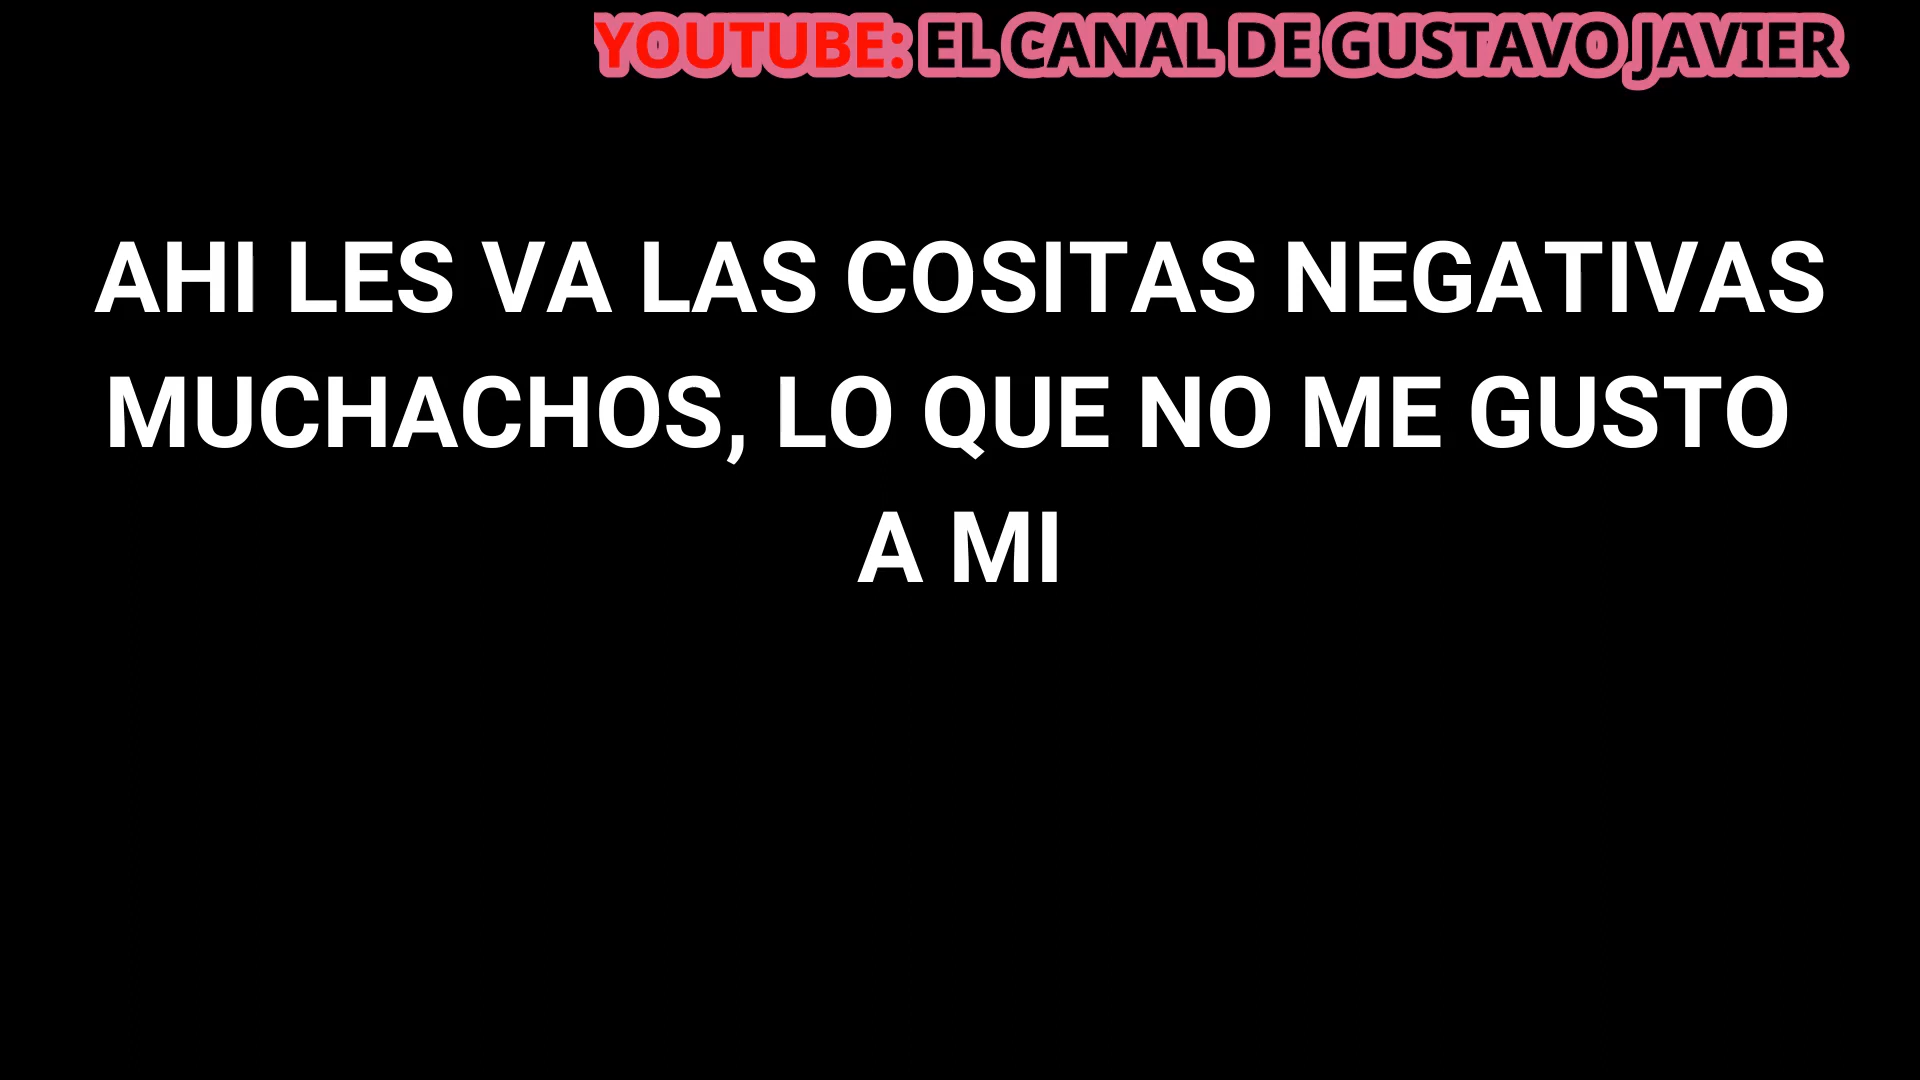 YOUTUBE: EL CANAL DE GUSTAVO JAVIER
AHI LES VA LAS COSITAS NEGATIVAS
MUCHACHOS, LO QUE NO ME GUSTO
A MI